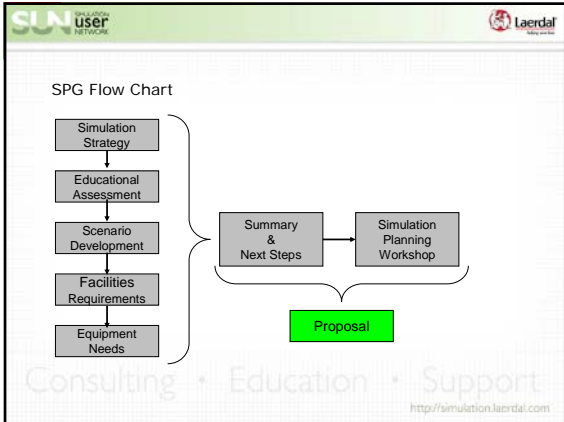 SUN SIMULATION
user
NETWORK
Laerdal
helping save lives
SPG Flow Chart
Simulation
Strategy
Educational
Assessment
Scenario
Development
Facilities
Requirements
Equipment
Needs
Summary
&
Next Steps
Simulation
Planning
Workshop
Proposal
Consulting • Education • Support
http://simulation.laerdal.com